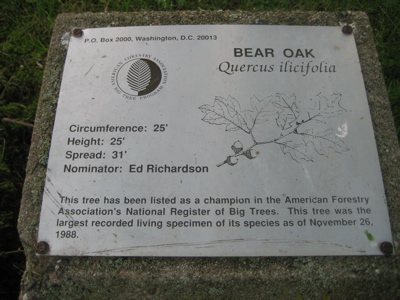 P.O. Box 2000, Washington, D.C. 20013
BEAR OAK
Quercus ilicifolia
Circumference: 25'
Height: 25'
Spread: 31'
Nominator: Ed Richardson
This tree has been listed as a champion in the American Forestry
Association's National Register of Big Trees. This tree was the
largest recorded living specimen of its species as of November 26,
1988.